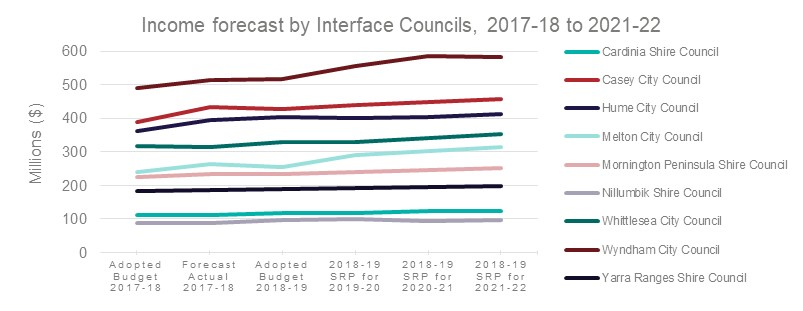 Income forecast by Interface Councils, 2017-18 to 2021-22
Millions ($)
600
500
400
300
200
100
0
Adopted
Budget
2017-18
Forecast
Actual
2017-18
Adopted
Budget
2018-19
2018-19
SRP for
2019-20
2018-19
SRP for
2020-21
2018-19
SRP for
2021-22
Cardinia Shire Council
Casey City Council
Hume City Council
Melton City Council
Mornington Peninsula Shire Council
Nillumbik Shire Council
Whittlesea City Council
Wyndham City Council
Yarra Ranges Shire Council